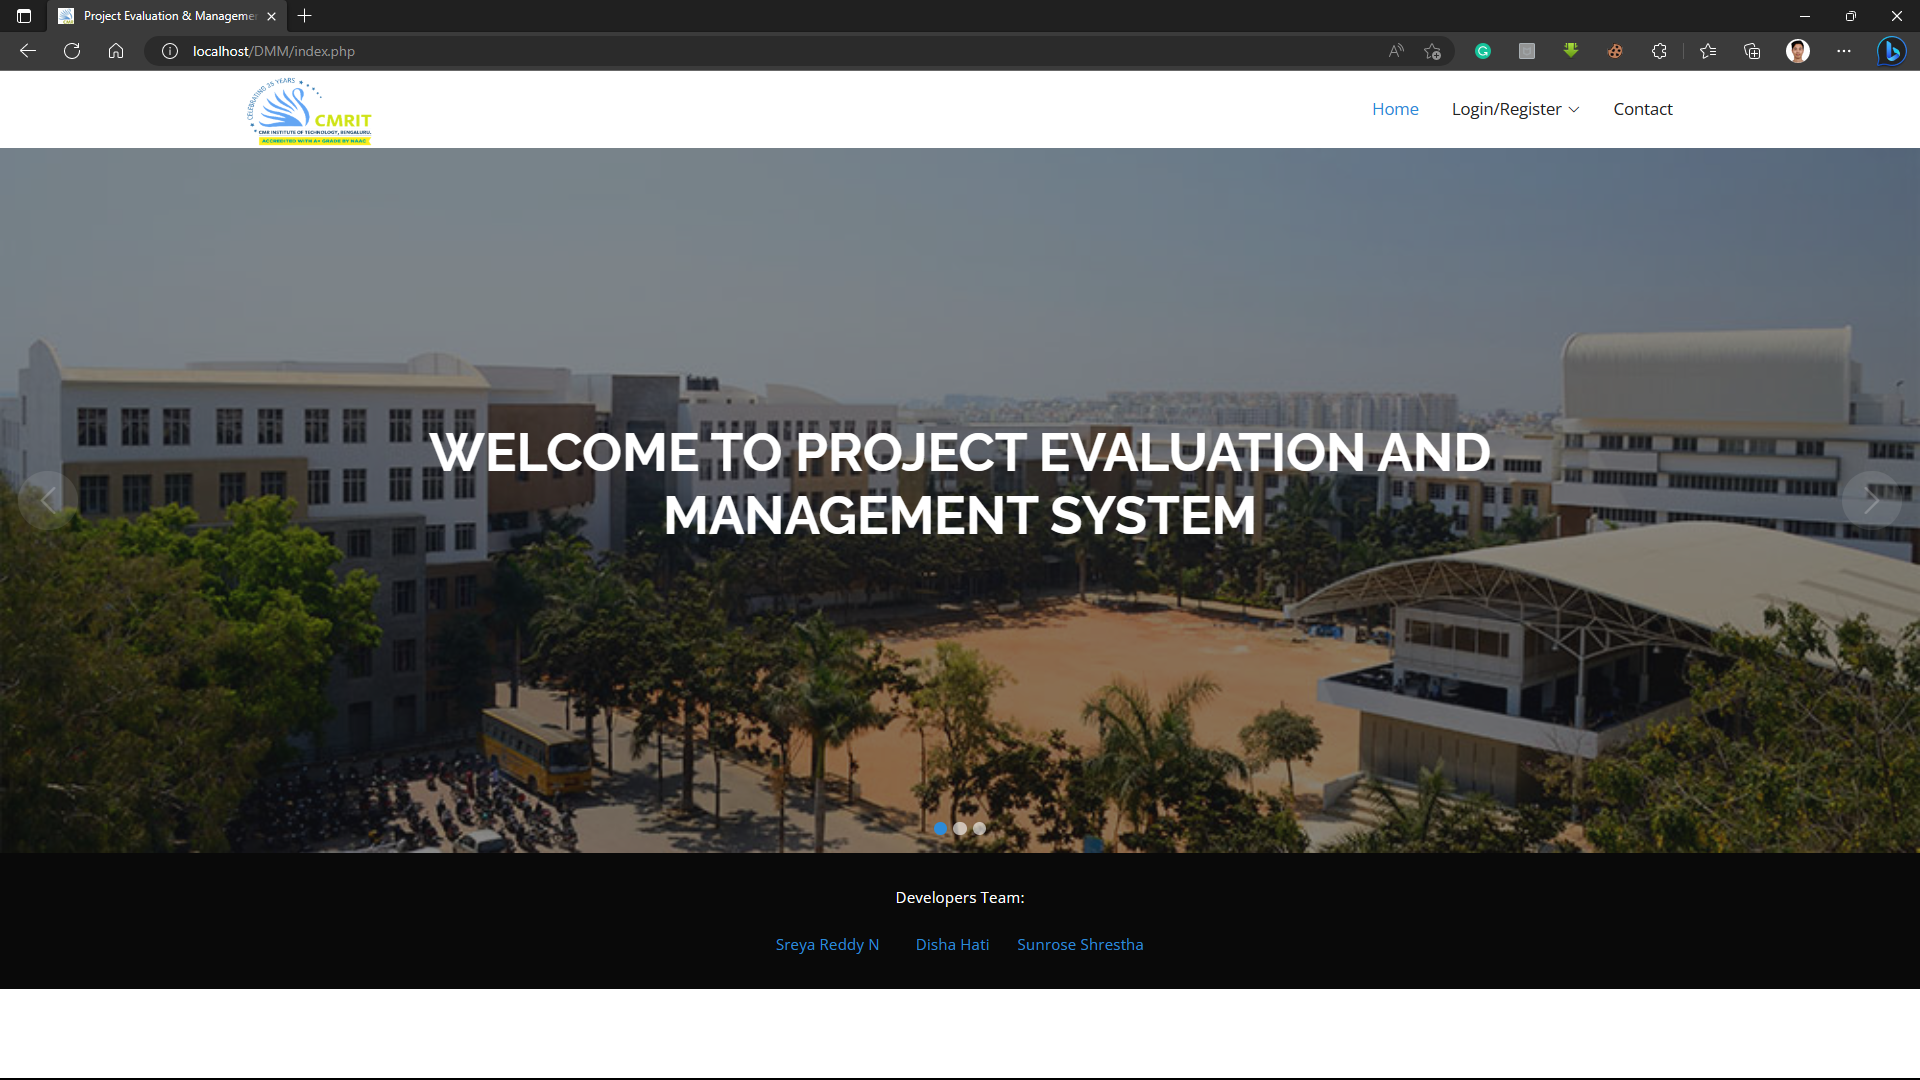 Project Evaluation & Manageme
localhost/DMM/index.php
CELEBRATING 25 YEARS
CMRIT
CMR INSTITUTE OF TECHNOLOGY, BENGALURU.
ACCREDITED WITH A+ GRADE BY NAAC
Home
Login/Register
Contact
WELCOME TO PROJECT EVALUATION AND
MANAGEMENT SYSTEM
Developers Team:
Sreya Reddy N
Disha Hati
Sunrose Shrestha